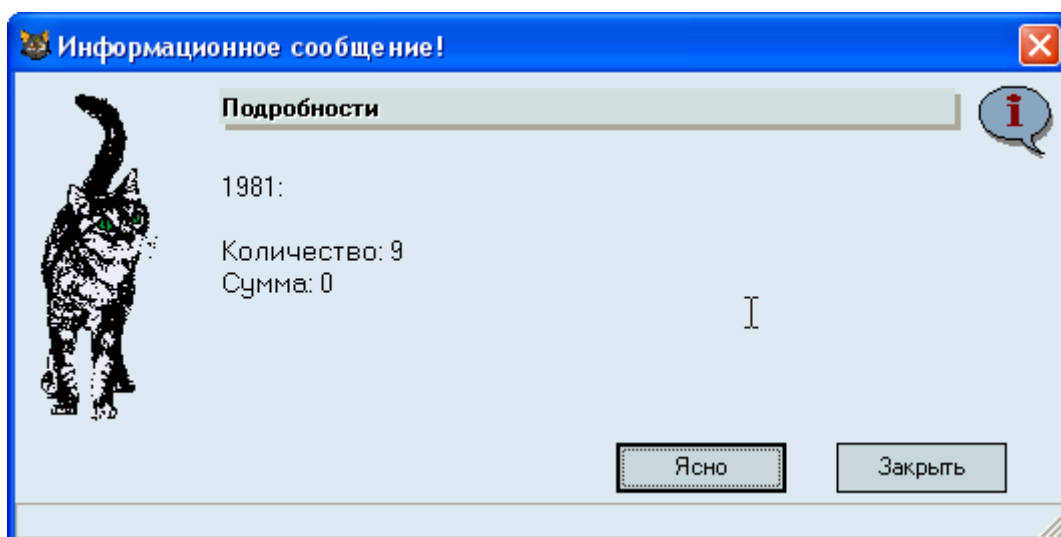 Информационное сообщение!
Подробности
i
1981:
Количество: 9
Сумма: 0
Ясно
Закрыть